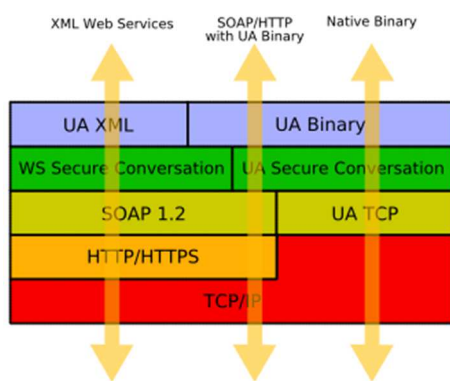 XML Web Services
SOAP/HTTP
with UA Binary
Native Binary
UA XML
UA Binary
WS Secure Conversation
UA Secure Conversation
SOAP 1.2
UA TCP
HTTP/HTTPS
TCP/IP